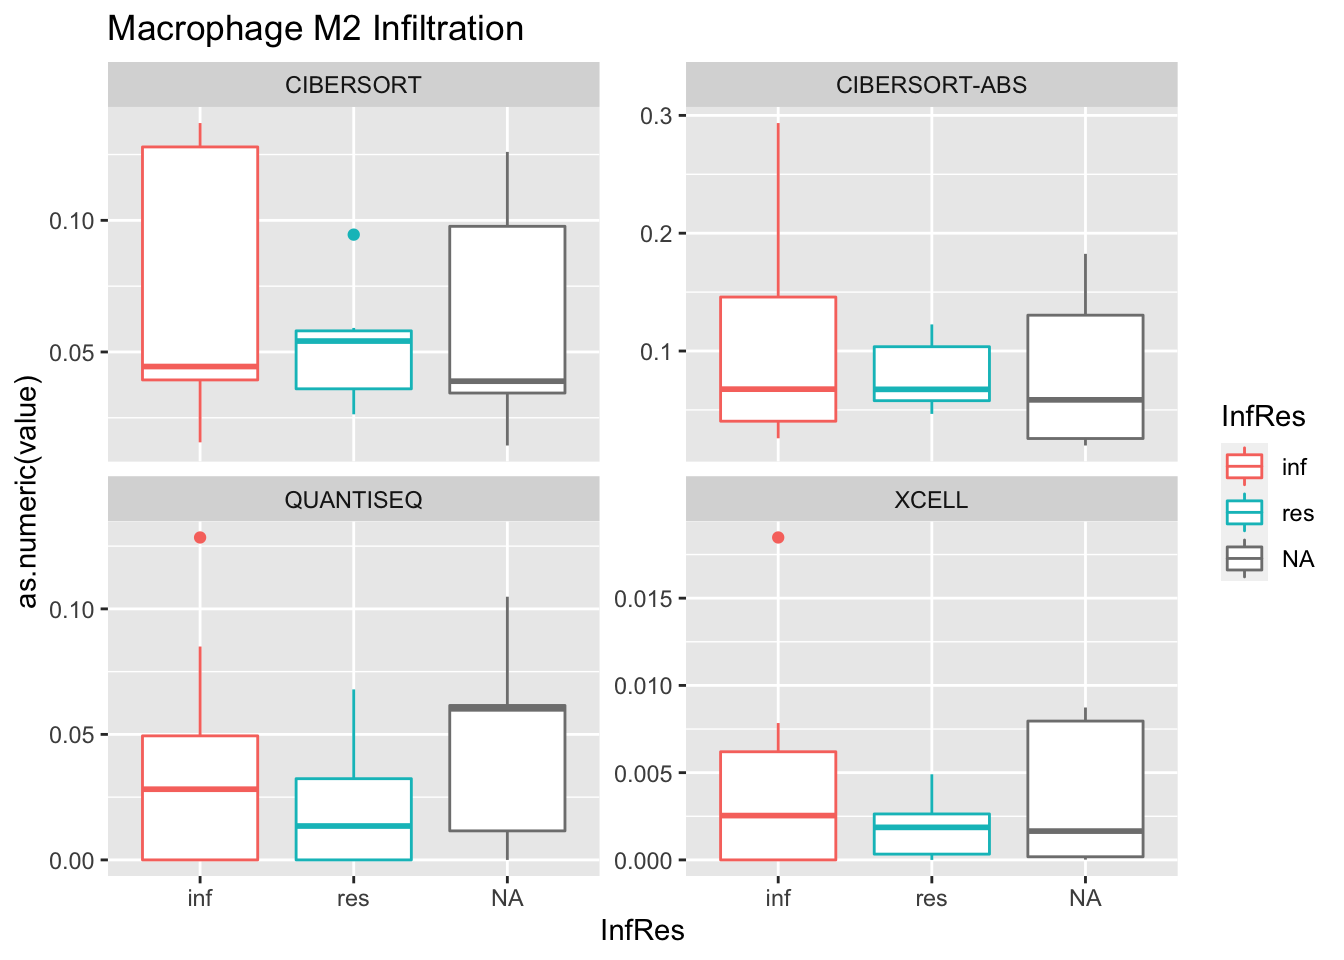 Macrophage M2 Infiltration
CIBERSORT
0.10
0.05
CIBERSORT-ABS
0.3
0.2
0.1
QUANTISEQ
0.10
0.05
0.00
inf res NA
XCELL
0.015
0.010
0.005
0.000
inf res NA
as.numeric(value)
InfRes
InfRes
inf
res
NA